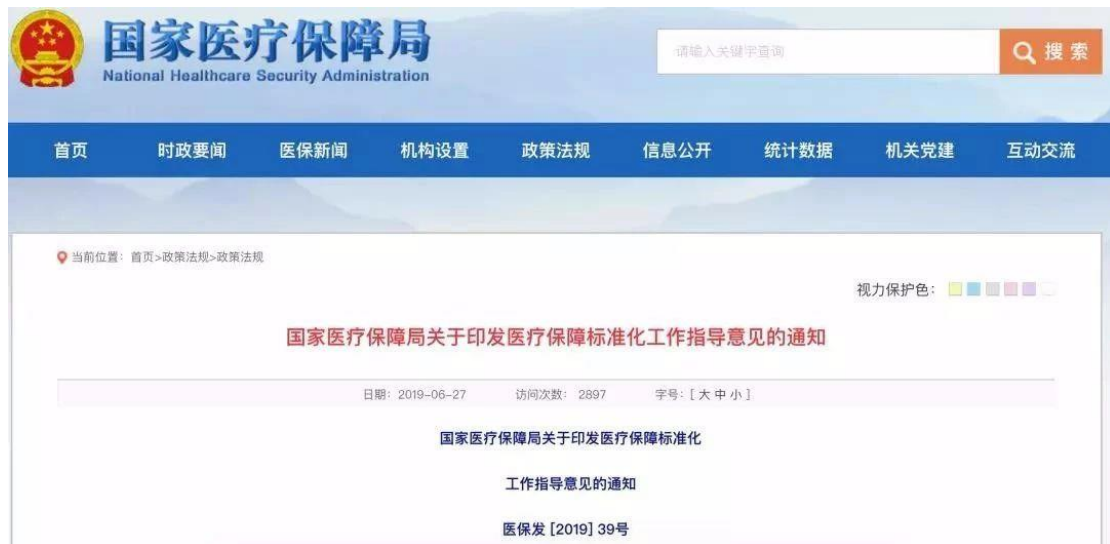 国家医疗保障局
National Healthcare Security Administration
请输入关键字查询
搜索
首页 时政要闻 医保新闻 机构设置 政策法规 信息公开 统计数据 机关党建 互动交流
当前位置：首页>政策法规>政策法规
视力保护色：
国家医疗保障局关于印发医疗保障标准化工作指导意见的通知
日期：2019-06-27 访问次数：2897 字号：[ 大 中 小 ]
国家医疗保障局关于印发医疗保障标准化
工作指导意见的通知
医保发 [2019] 39号